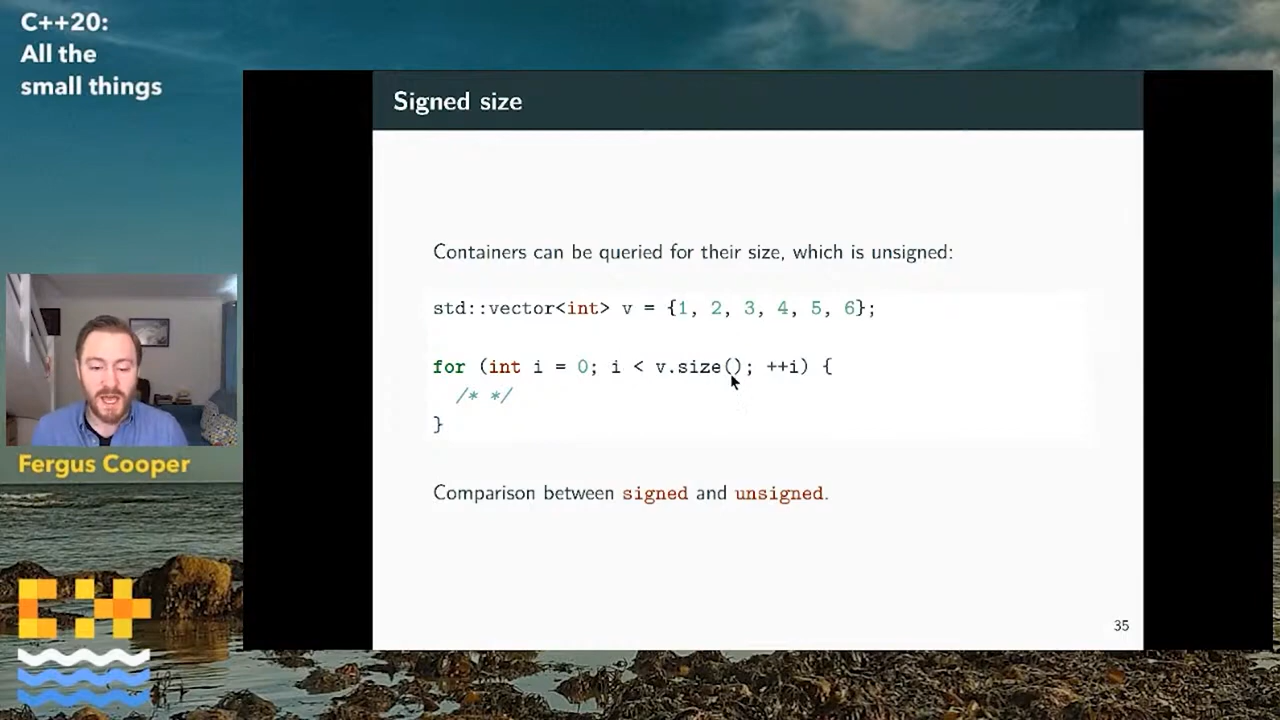 C++20:
All the
small things
Signed size
Containers can be queried for their size, which is unsigned:
std::vector<int> v = {1, 2, 3, 4, 5, 6};
for (int i = 0; i < v.size(); ++i) {
/* */
}
Comparison between signed and unsigned.
35
Fergus Cooper